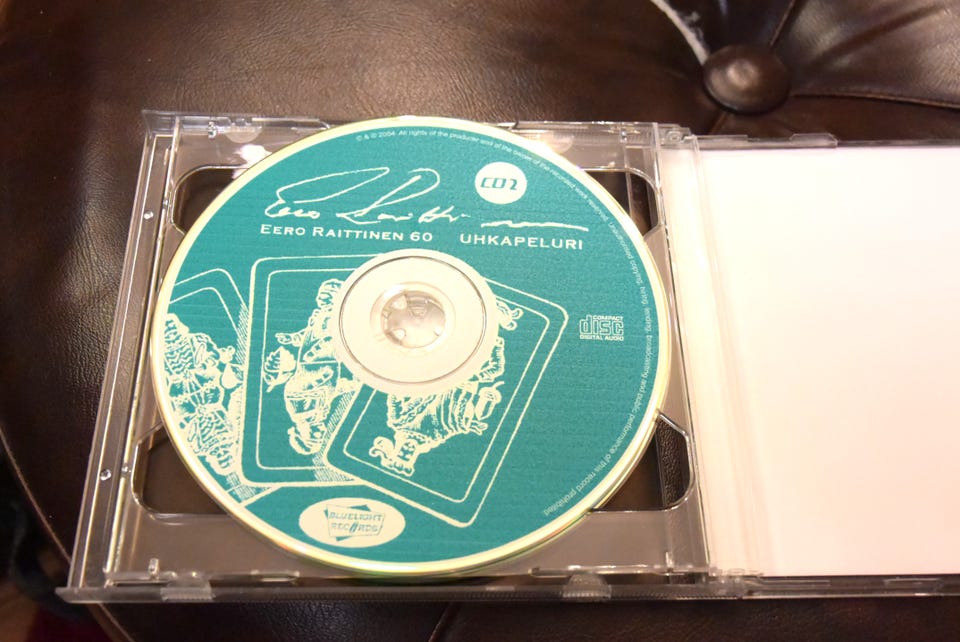 ℗ & © 2004. All rights of the producer and of the owner of the recorded work reserved. Unauthorised copying, hiring, lending, broadcasting and public performance of this record prohibited.
CD2
Eero Raittinen
EERO RAITTINEN 60 UHKAPELURI
COMPACT
disc
DIGITAL AUDIO
BLUELIGHT
RECORDS